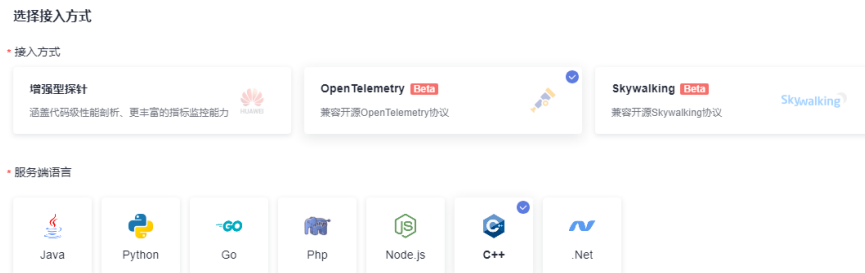 选择接入方式
* 接入方式
增强型探针
涵盖代码级性能剖析、更丰富的指标监控能力
HUAWEI
OpenTelemetry Beta
兼容开源OpenTelemetry协议
Skywalking Beta
兼容开源Skywalking协议
Skywalking
* 服务端语言
Java
Python
GO
Go
php
Php
JS
Node.js
C++
C++
.Net